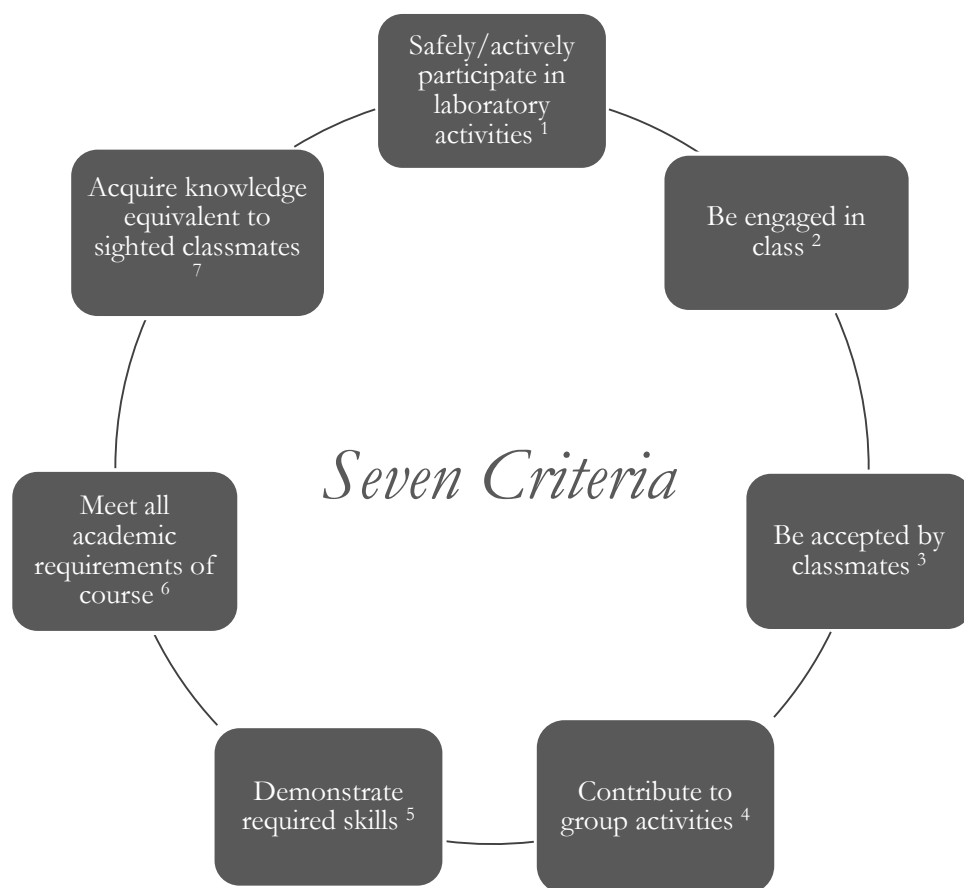 Safely/actively
participate in
laboratory
activities 1
Be engaged in
class 2
Be accepted by
classmates 3
Contribute to
group activities 4
Demonstrate
required skills 5
Meet all
academic
requirements of
course 6
Acquire knowledge
equivalent to
sighted classmates
7
Seven Criteria